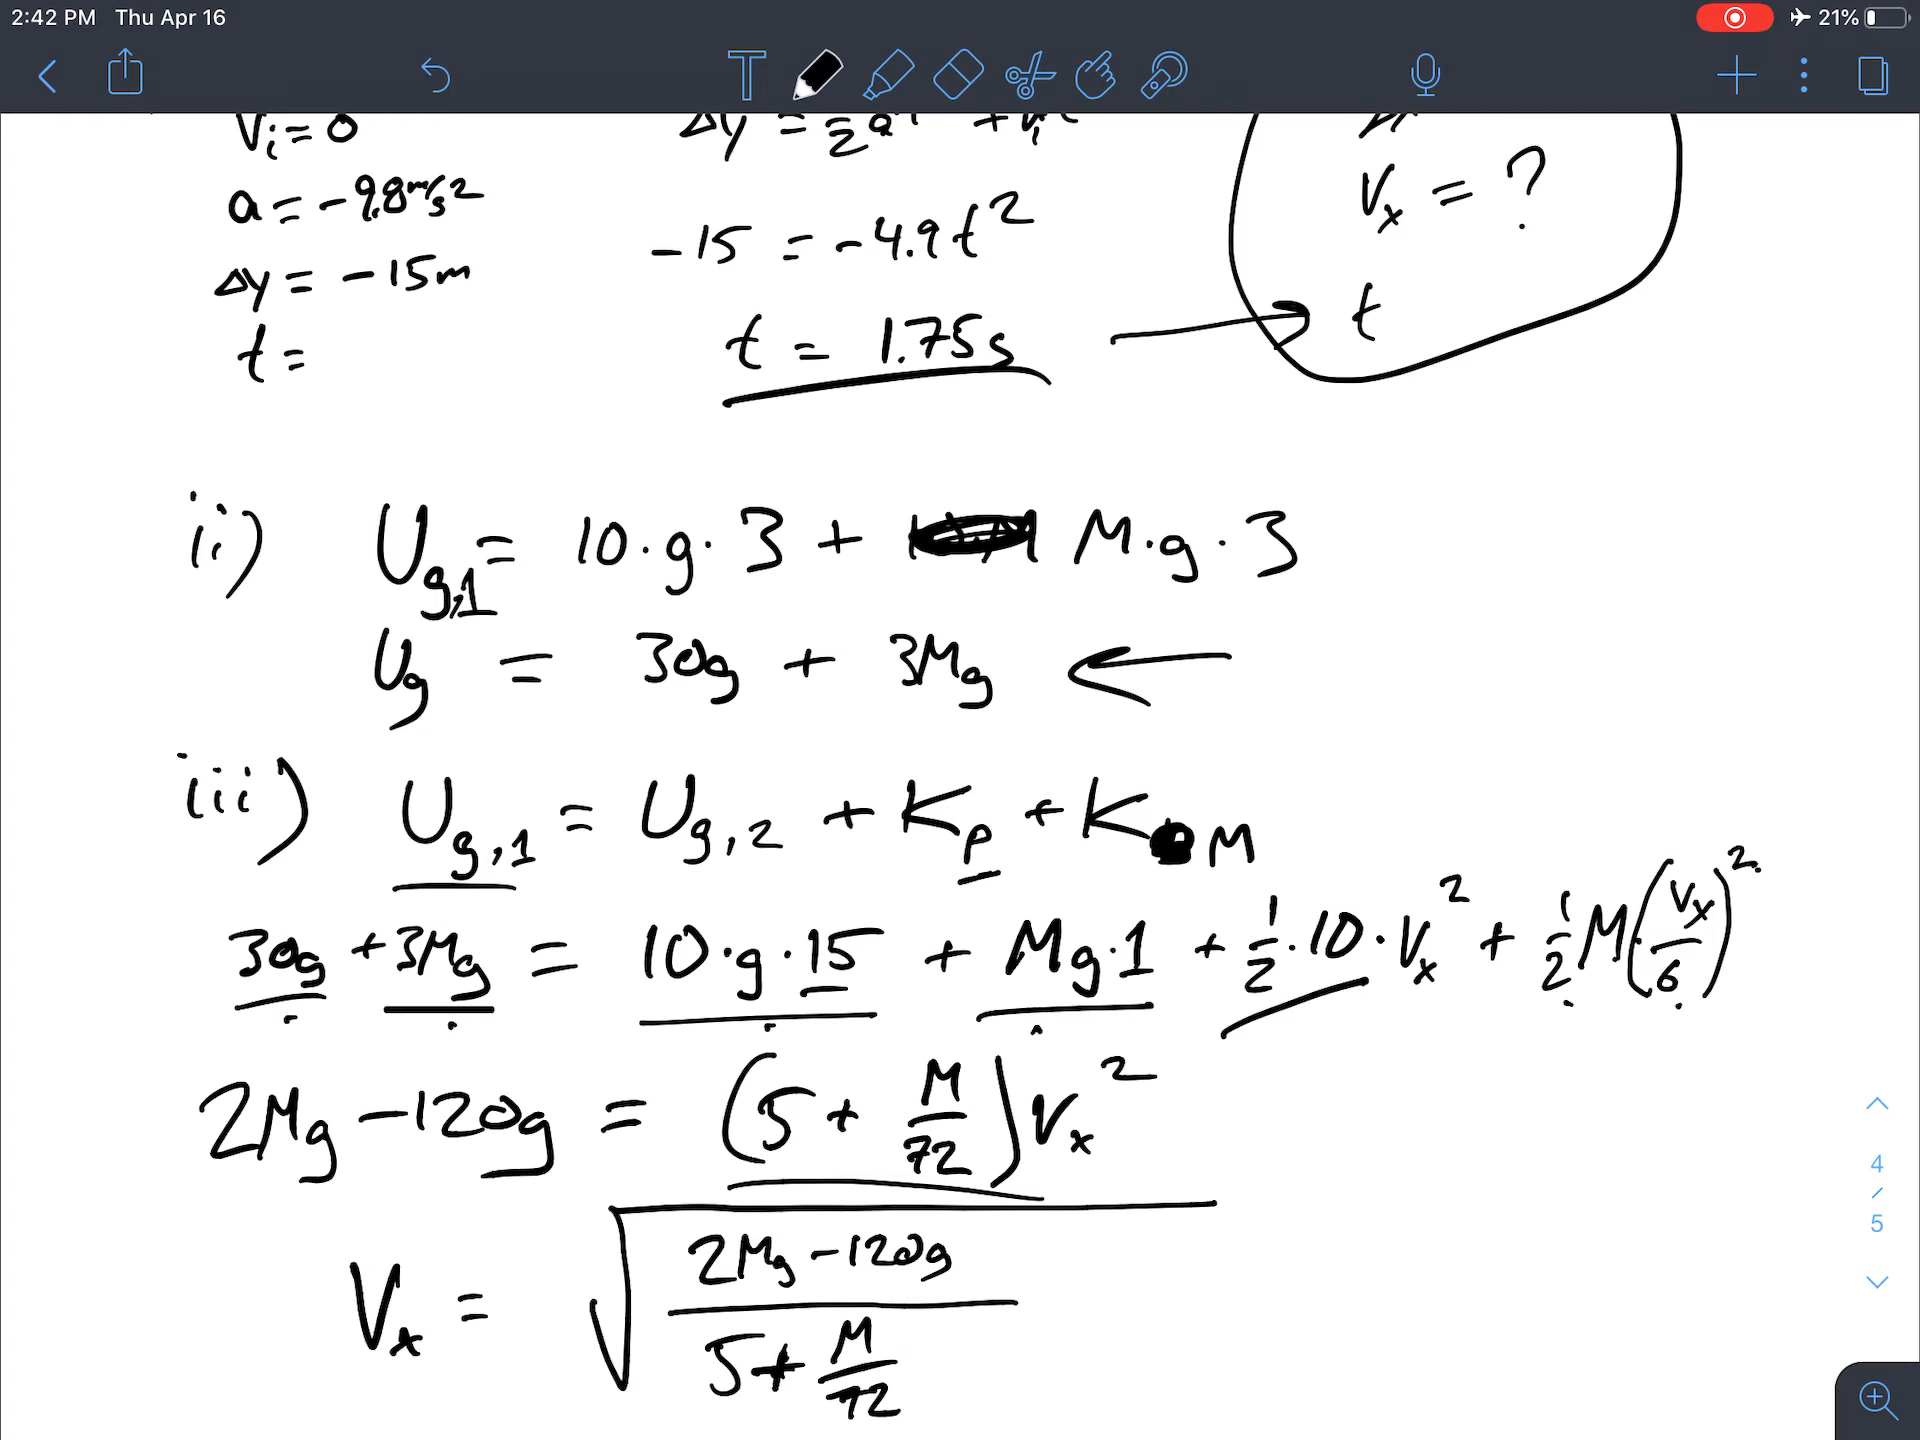 2:42 PM Thu Apr 16
21%
T
Vi = 0
a = -9.8 m/s²
Δy = -15m
t =
-15 = -4.9t²
t = 1.75s
Vx = ?
t
ii) Ug,1 = 10·g·3 + M·g·3
Ug = 30g + 3Mg
iii) Ug,1 = Ug,2 + Kp + KM
30g + 3Mg = 10·g·15 + Mg·1 + 1/2·10·Vx² + 1/2 M(Vx/6)²
2Mg - 120g = (5 + M/72)Vx²
Vx = √((2Mg - 120g)/(5 + M/72))
4
/
5